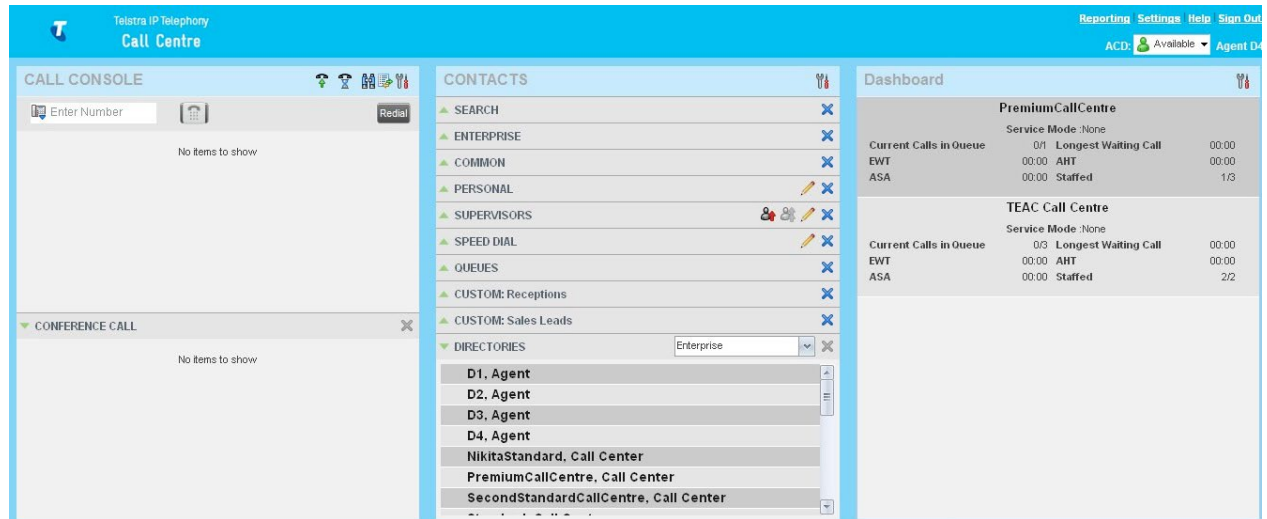 Telstra IP Telephony
Call Centre
Reporting Settings Help Sign Out
ACD: Available Agent D4
CALL CONSOLE
Enter Number Redial
No items to show
CONFERENCE CALL
No items to show
CONTACTS
SEARCH
ENTERPRISE
COMMON
PERSONAL
SUPERVISORS
SPEED DIAL
QUEUES
CUSTOM: Receptions
CUSTOM: Sales Leads
DIRECTORIES Enterprise
D1, Agent
D2, Agent
D3, Agent
D4, Agent
NikitaStandard, Call Center
PremiumCallCentre, Call Center
SecondStandardCallCentre, Call Center
Dashboard
PremiumCallCentre
Service Mode :None
Current Calls in Queue 0/1 Longest Waiting Call 00:00
EWT 00:00 AHT 00:00
ASA 00:00 Staffed 1/3
TEAC Call Centre
Service Mode :None
Current Calls in Queue 0/3 Longest Waiting Call 00:00
EWT 00:00 AHT 00:00
ASA 00:00 Staffed 2/2